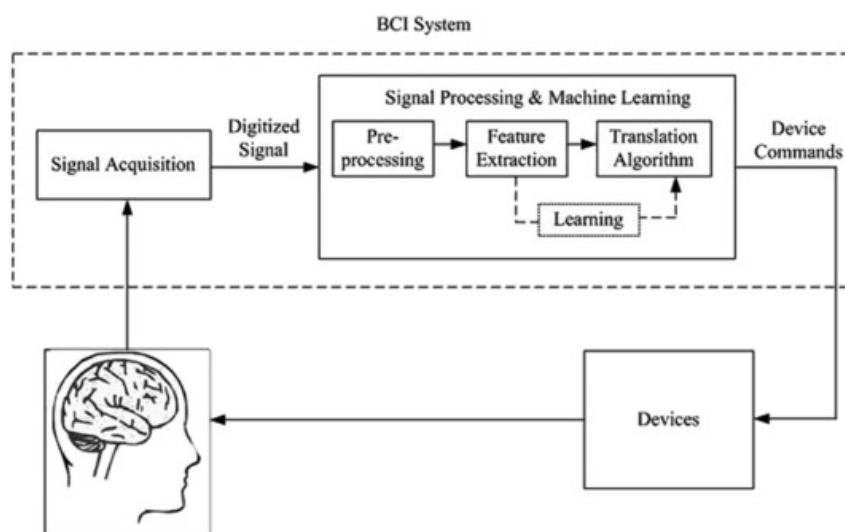 BCI System
Signal Acquisition
Digitized
Signal
Signal Processing & Machine Learning
Pre-
processing
Feature
Extraction
Translation
Algorithm
Learning
Device
Commands
Devices